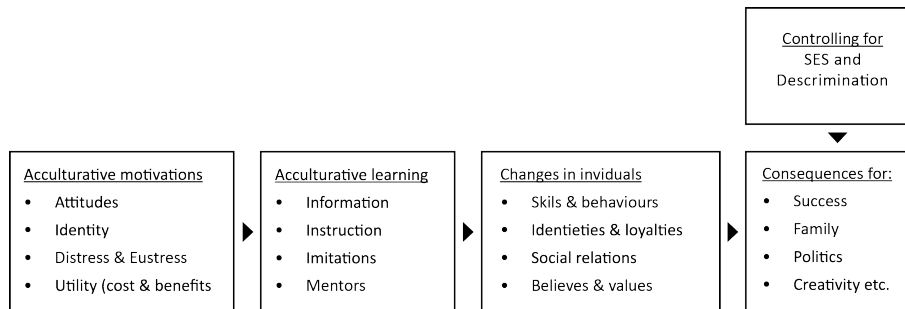 Controlling for
SES and
Descrimination
Acculturative motivations
• Attitudes
• Identity
• Distress & Eustress
• Utility (cost & benefits
Acculturative learning
• Information
• Instruction
• Imitations
• Mentors
Changes in inviduals
• Skils & behaviours
• Identieties & loyalties
• Social relations
• Believes & values
Consequences for:
• Success
• Family
• Politics
• Creativity etc.